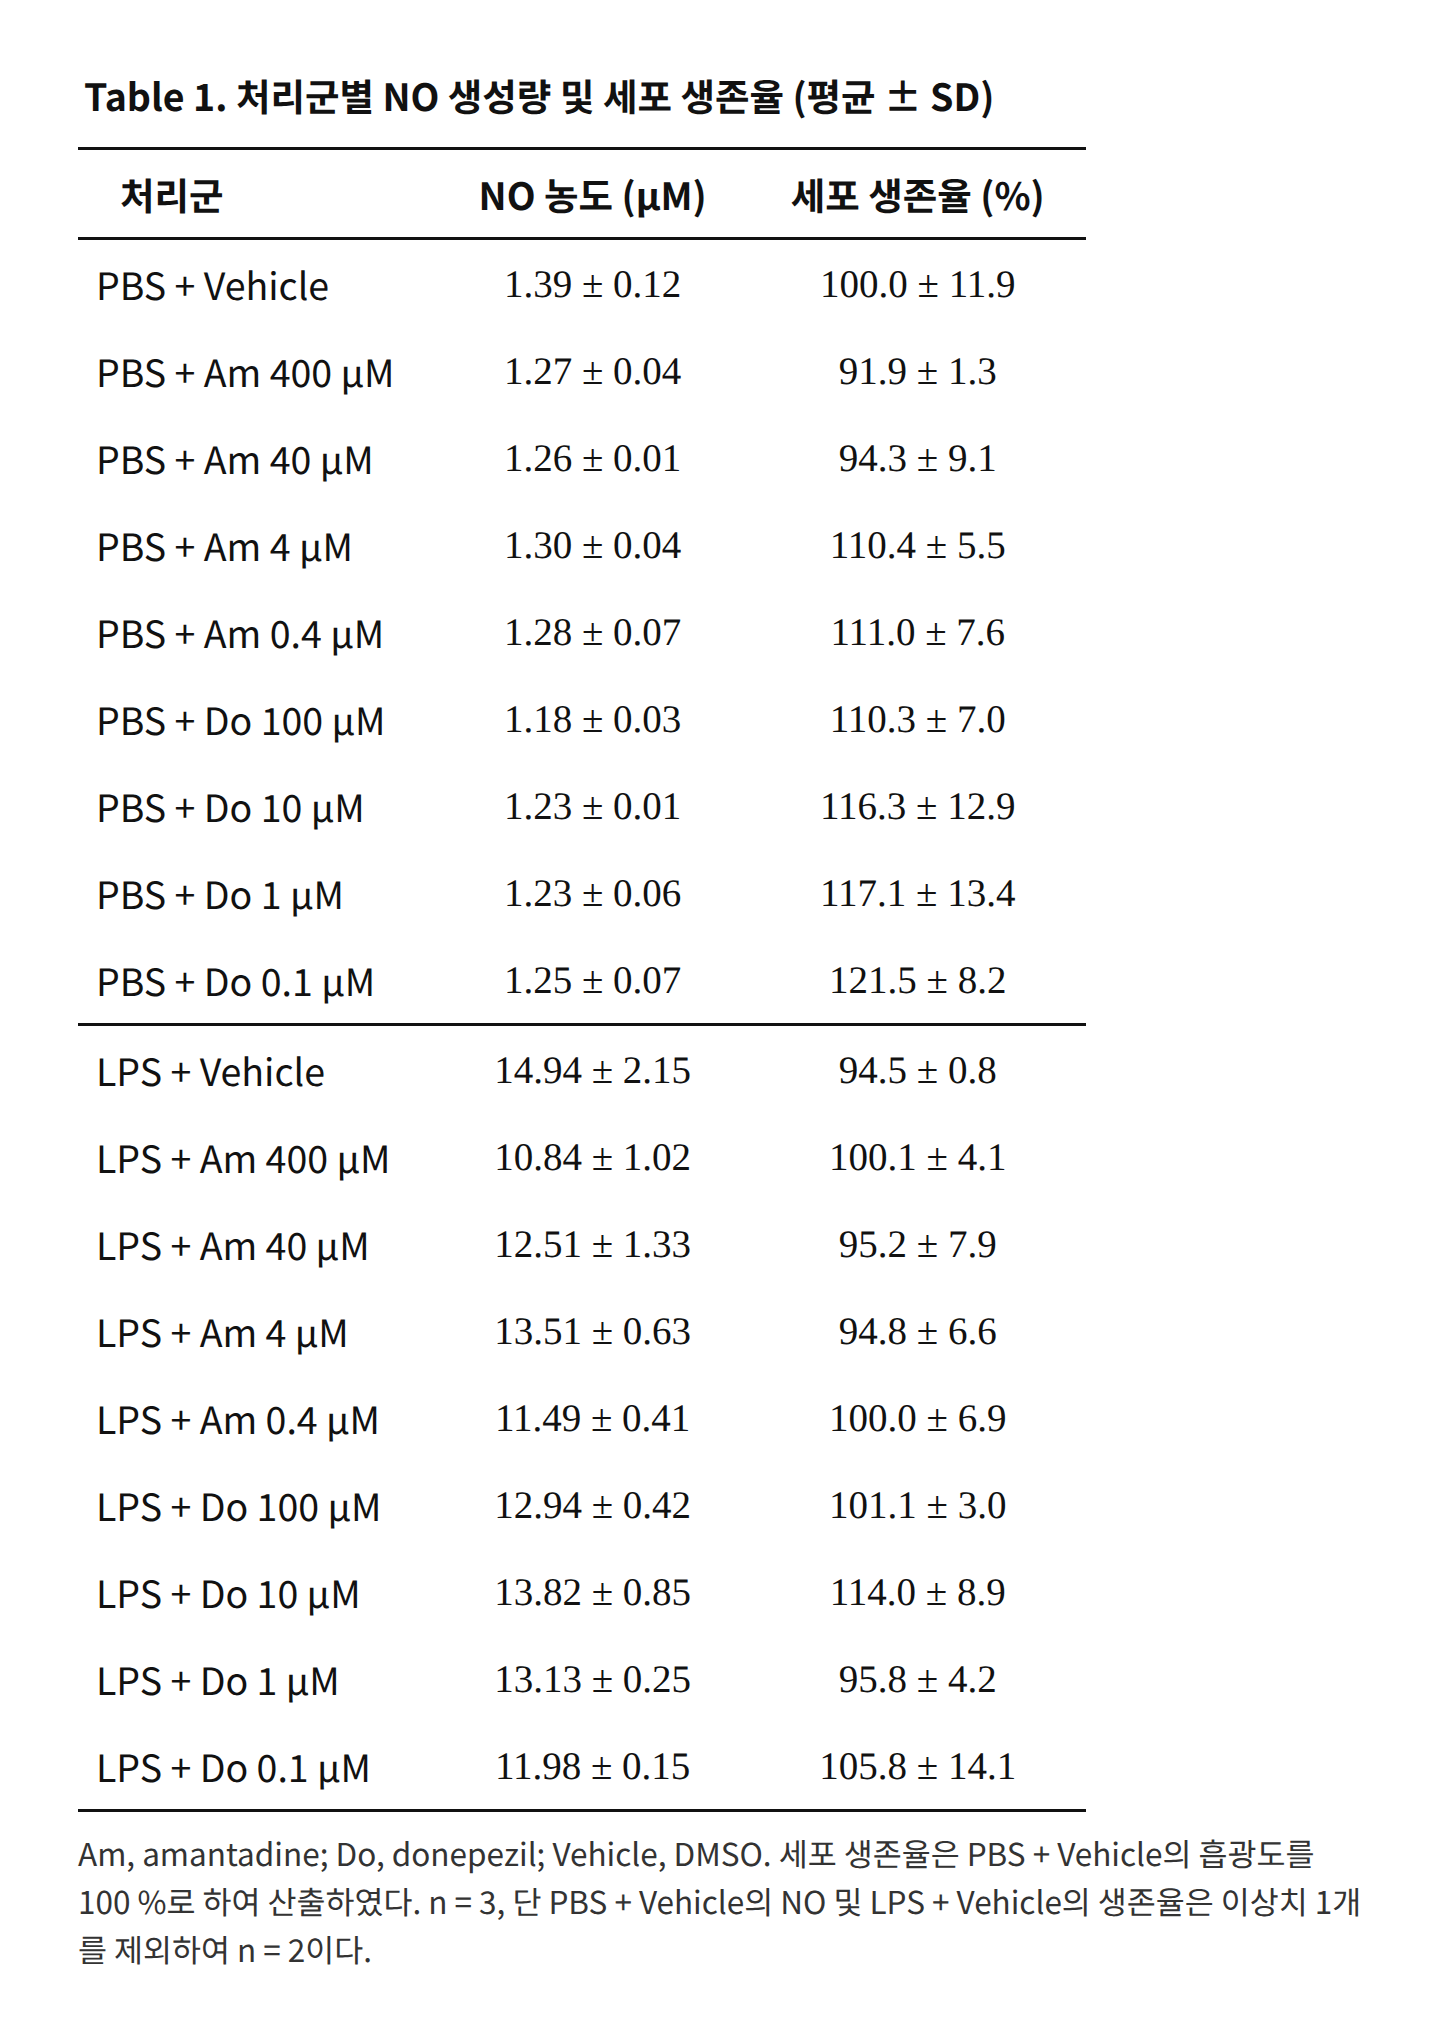 Table 1. 처리군별 NO 생성량 및 세포 생존율 (평균 ± SD)
처리군 NO 농도 (μM) 세포 생존율 (%)
PBS + Vehicle 1.39 ± 0.12 100.0 ± 11.9
PBS + Am 400 μM 1.27 ± 0.04 91.9 ± 1.3
PBS + Am 40 μM 1.26 ± 0.01 94.3 ± 9.1
PBS + Am 4 μM 1.30 ± 0.04 110.4 ± 5.5
PBS + Am 0.4 μM 1.28 ± 0.07 111.0 ± 7.6
PBS + Do 100 μM 1.18 ± 0.03 110.3 ± 7.0
PBS + Do 10 μM 1.23 ± 0.01 116.3 ± 12.9
PBS + Do 1 μM 1.23 ± 0.06 117.1 ± 13.4
PBS + Do 0.1 μM 1.25 ± 0.07 121.5 ± 8.2
LPS + Vehicle 14.94 ± 2.15 94.5 ± 0.8
LPS + Am 400 μM 10.84 ± 1.02 100.1 ± 4.1
LPS + Am 40 μM 12.51 ± 1.33 95.2 ± 7.9
LPS + Am 4 μM 13.51 ± 0.63 94.8 ± 6.6
LPS + Am 0.4 μM 11.49 ± 0.41 100.0 ± 6.9
LPS + Do 100 μM 12.94 ± 0.42 101.1 ± 3.0
LPS + Do 10 μM 13.82 ± 0.85 114.0 ± 8.9
LPS + Do 1 μM 13.13 ± 0.25 95.8 ± 4.2
LPS + Do 0.1 μM 11.98 ± 0.15 105.8 ± 14.1
Am, amantadine; Do, donepezil; Vehicle, DMSO. 세포 생존율은 PBS + Vehicle의 흡광도를
100 %로 하여 산출하였다. n = 3, 단 PBS + Vehicle의 NO 및 LPS + Vehicle의 생존율은 이상치 1개
를 제외하여 n = 2이다.